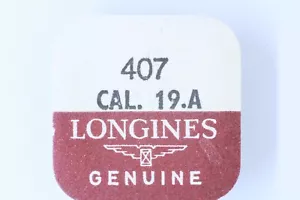 407
CAL. 19.A
LONGINES
GENUINE